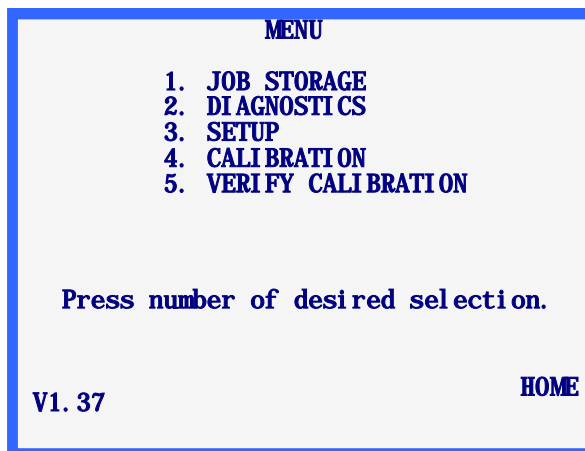 MENU
1. JOB STORAGE
2. DIAGNOSTICS
3. SETUP
4. CALIBRATION
5. VERIFY CALIBRATION
Press number of desired selection.
HOME
V1.37